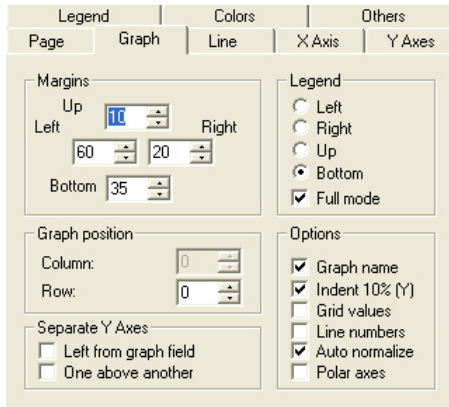 Legend Colors Others
Page Graph Line X Axis Y Axes
Margins
Up 10
Left Right
60 20
Bottom 35
Legend
Left
Right
Up
Bottom
Full mode
Graph position
Column: 0
Row: 0
Separate Y Axes
Left from graph field
One above another
Options
Graph name
Indent 10% (Y)
Grid values
Line numbers
Auto normalize
Polar axes